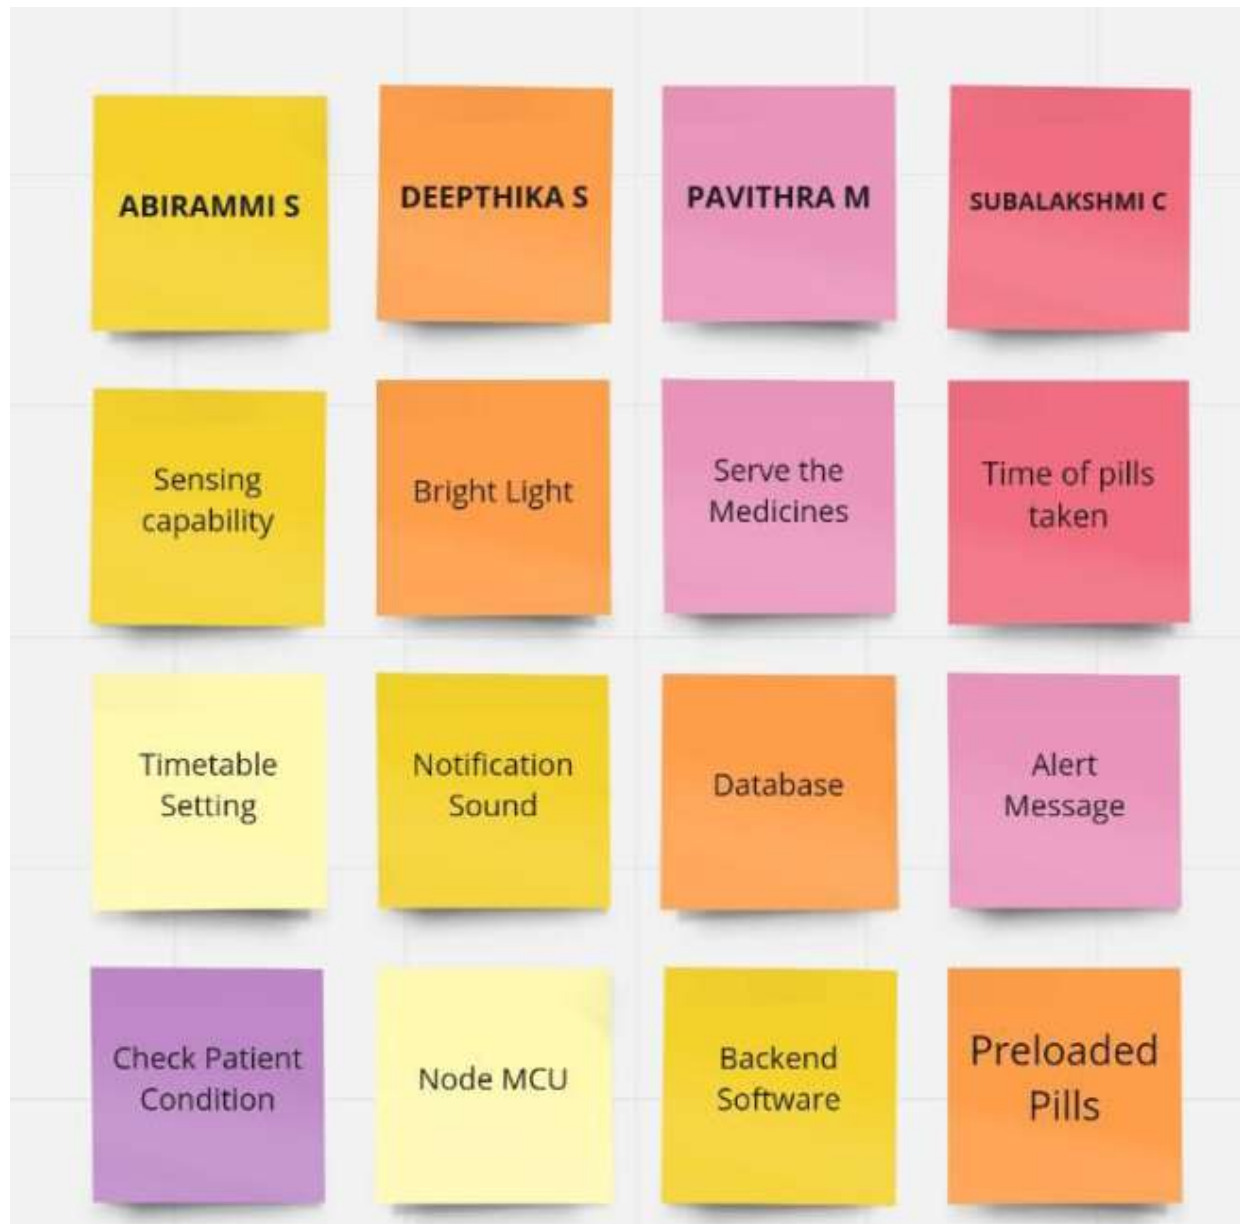 ABIRAMMI S
DEEPTHIKA S
PAVITHRA M
SUBALAKSHMI C
Sensing
capability
Bright Light
Serve the
Medicines
Time of pills
taken
Timetable
Setting
Notification
Sound
Database
Alert
Message
Check Patient
Condition
Node MCU
Backend
Software
Preloaded
Pills